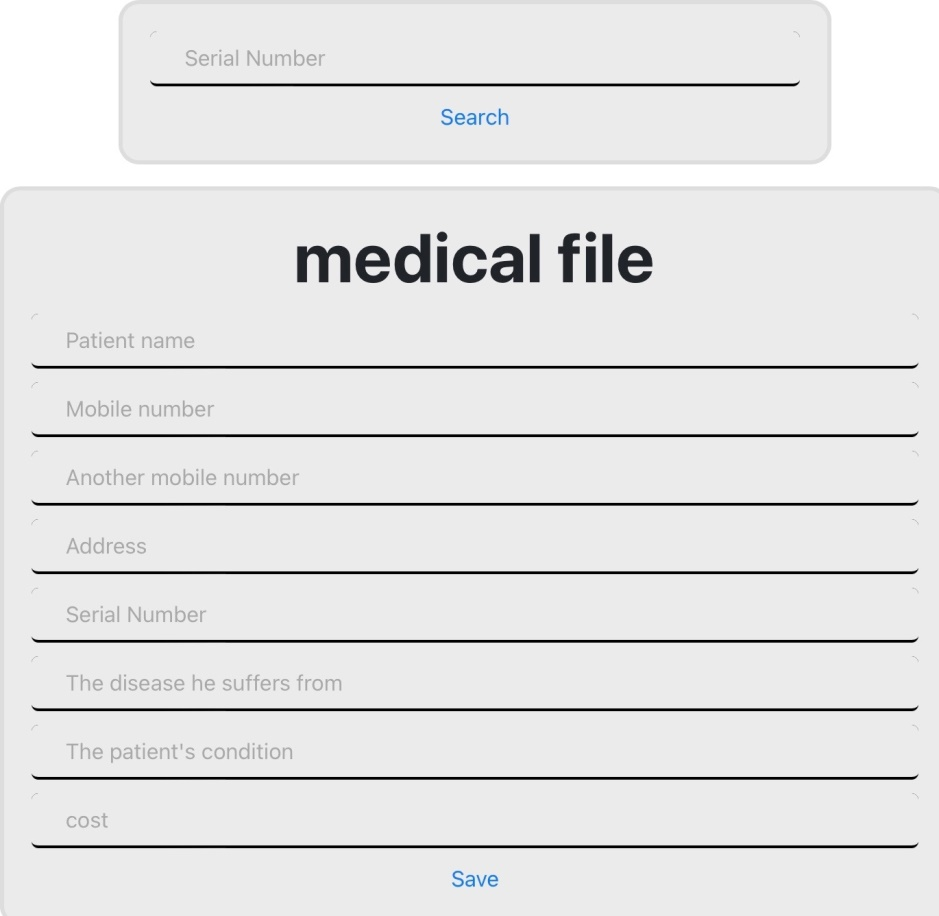 Serial Number
Search
medical file
Patient name
Mobile number
Another mobile number
Address
Serial Number
The disease he suffers from
The patient's condition
cost
Save